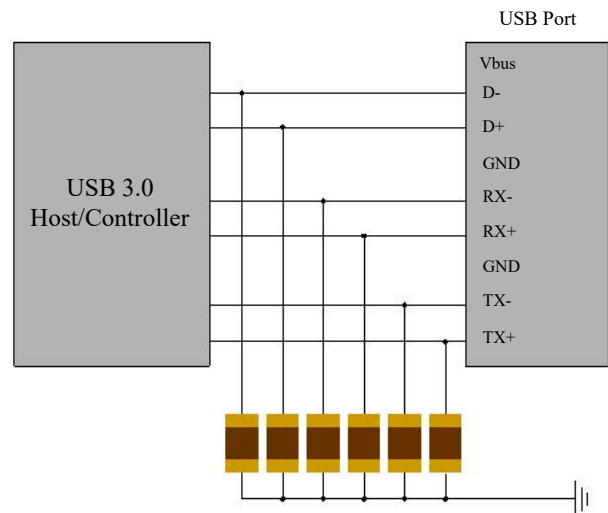 USB Port
USB 3.0
Host/Controller
Vbus
D-
D+
GND
RX-
RX+
GND
TX-
TX+